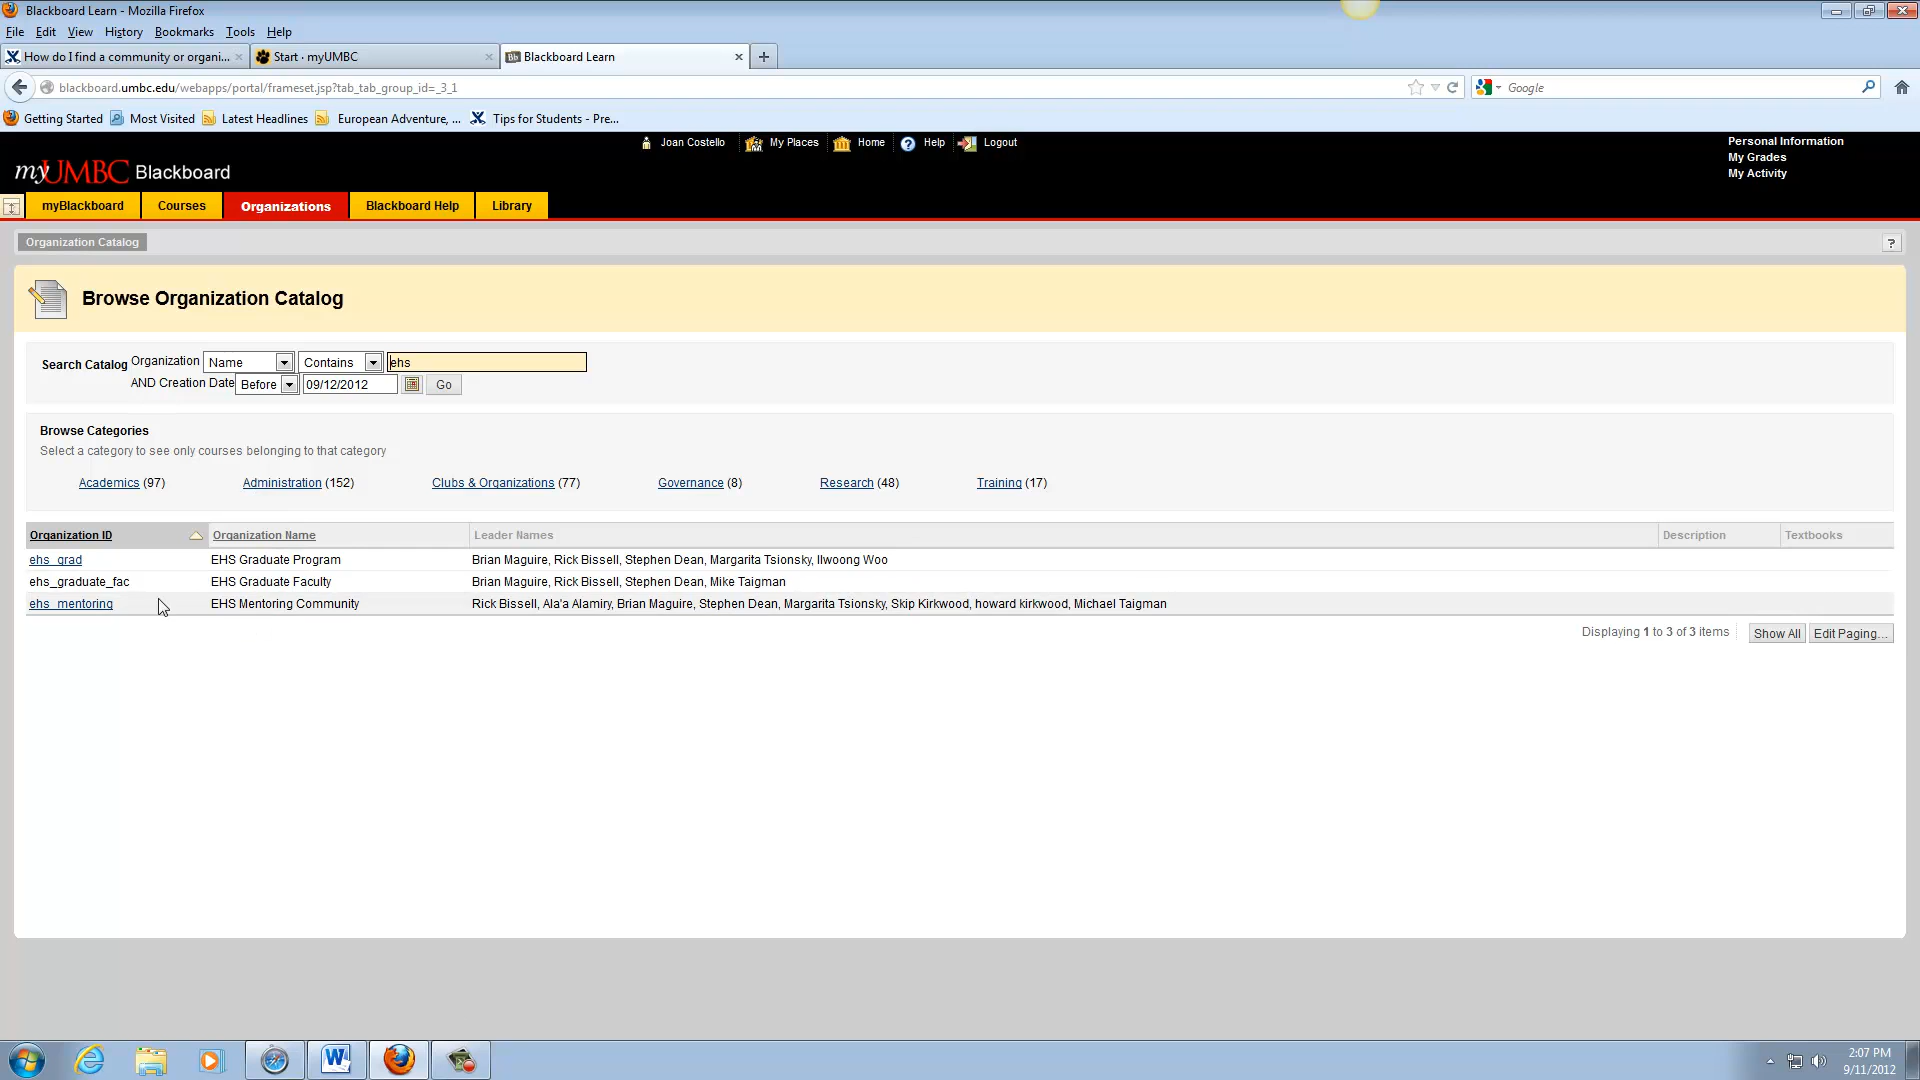 Blackboard Learn - Mozilla Firefox
File Edit View History Bookmarks Tools Help
How do I find a community or organi... Start · myUMBC Blackboard Learn
blackboard.umbc.edu/webapps/portal/frameset.jsp?tab_tab_group_id=_3_1 Google
Getting Started Most Visited Latest Headlines European Adventure, ... Tips for Students - Pre...
Joan Costello My Places Home Help Logout Personal Information
My Grades
My Activity
myUMBC Blackboard
myBlackboard Courses Organizations Blackboard Help Library
Organization Catalog ?
Browse Organization Catalog
Search Catalog Organization Name Contains ehs
AND Creation Date Before 09/12/2012 Go
Browse Categories
Select a category to see only courses belonging to that category
Academics (97) Administration (152) Clubs & Organizations (77) Governance (8) Research (48) Training (17)
Organization ID Organization Name Leader Names Description Textbooks
ehs_grad EHS Graduate Program Brian Maguire, Rick Bissell, Stephen Dean, Margarita Tsionsky, Ilwoong Woo
ehs_graduate_fac EHS Graduate Faculty Brian Maguire, Rick Bissell, Stephen Dean, Mike Taigman
ehs_mentoring EHS Mentoring Community Rick Bissell, Ala'a Alamiry, Brian Maguire, Stephen Dean, Margarita Tsionsky, Skip Kirkwood, howard kirkwood, Michael Taigman
Displaying 1 to 3 of 3 items Show All Edit Paging...
2:07 PM
9/11/2012